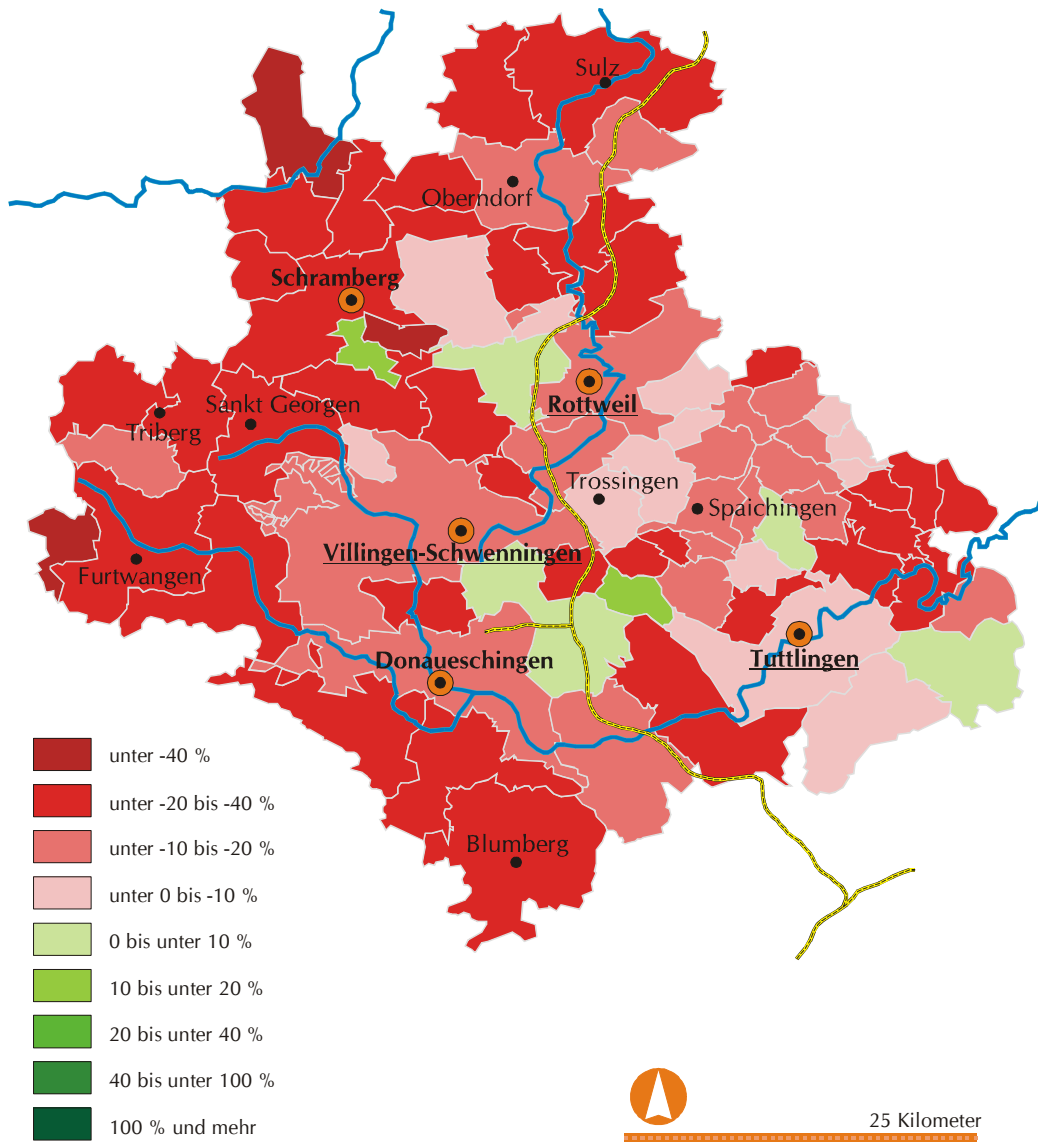 Sulz
Oberndorf
Schramberg
Rottweil
Sankt Georgen
Triberg
Trossingen
Spaichingen
Villingen-Schwenningen
Furtwangen
Donaueschingen
Tuttlingen
Blumberg
unter -40 %
unter -20 bis -40 %
unter -10 bis -20 %
unter 0 bis -10 %
0 bis unter 10 %
10 bis unter 20 %
20 bis unter 40 %
40 bis unter 100 %
100 % und mehr
25 Kilometer